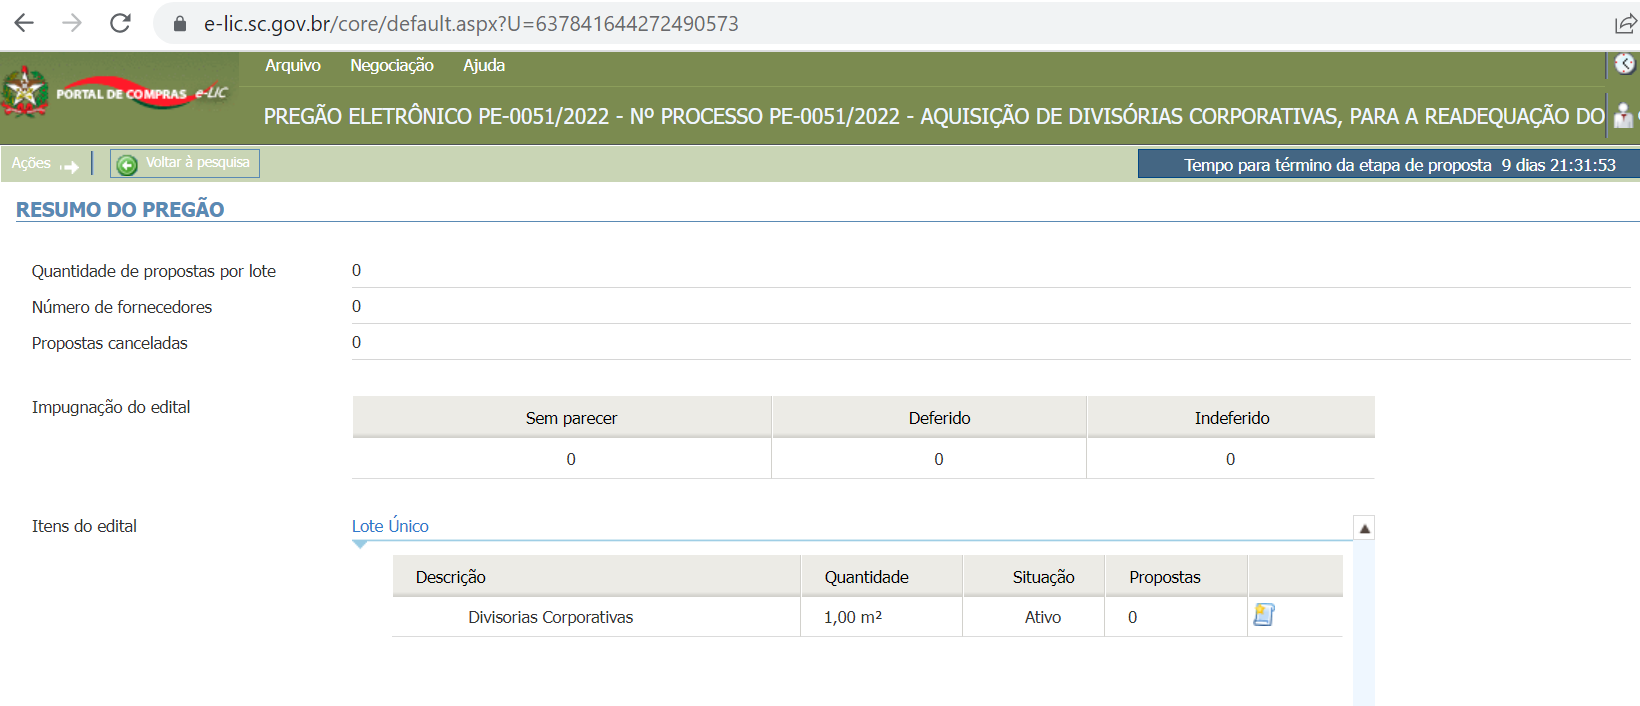 e-lic.sc.gov.br/core/default.aspx?U=637841644272490573
PORTAL DE COMPRAS e-LIC
Arquivo Negociação Ajuda
PREGÃO ELETRÔNICO PE-0051/2022 - Nº PROCESSO PE-0051/2022 - AQUISIÇÃO DE DIVISÓRIAS CORPORATIVAS, PARA A READEQUAÇÃO DO
Ações Voltar à pesquisa Tempo para término da etapa de proposta 9 dias 21:31:53
RESUMO DO PREGÃO
Quantidade de propostas por lote 0
Número de fornecedores 0
Propostas canceladas 0
Impugnação do edital Sem parecer Deferido Indeferido
0 0 0
Itens do edital Lote Único
Descrição Quantidade Situação Propostas
Divisorias Corporativas 1,00 m² Ativo 0